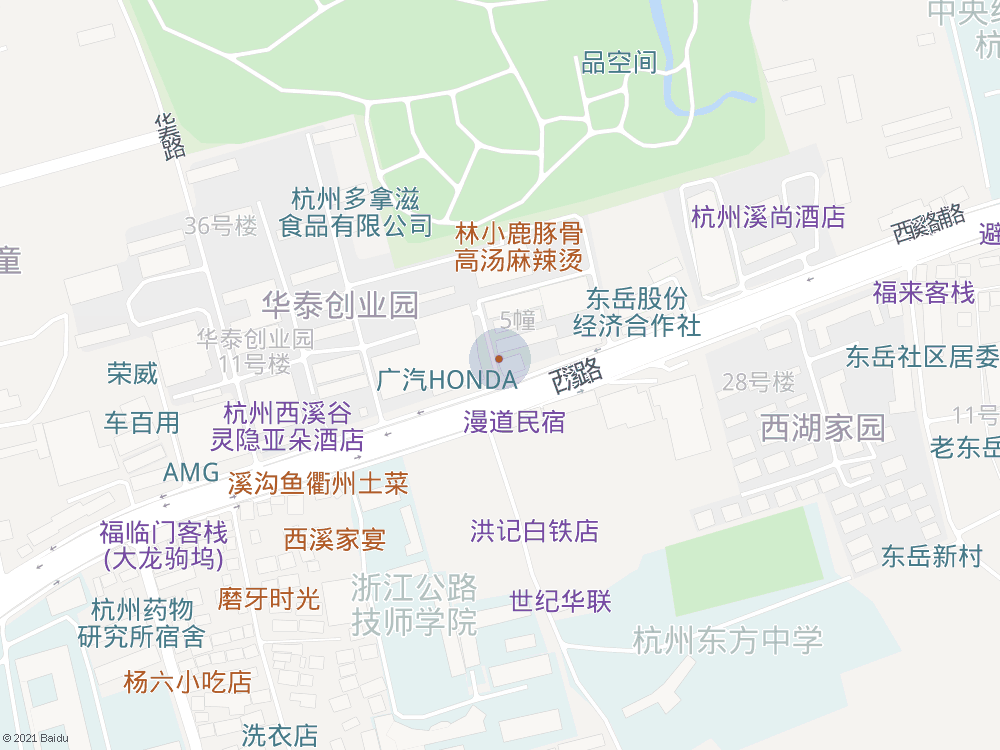 中央
杭
品空间
华泰路
杭州多拿滋
食品有限公司
36号楼
林小鹿豚骨
高汤麻辣烫
杭州溪尚酒店
西溪路辅路
避
童
福来客栈
华泰创业园
5幢
东岳股份
经济合作社
华泰创业园
11号楼
东岳社区居委
荣威
广汽HONDA
西溪路
28号楼
车百用
杭州西溪谷
灵隐亚朵酒店
漫道民宿
西湖家园
11号
老东岳
AMG
溪沟鱼衢州土菜
福临门客栈
(大龙驹坞)
西溪家宴
洪记白铁店
东岳新村
磨牙时光
浙江公路
技师学院
世纪华联
杭州药物
研究所宿舍
杭州东方中学
杨六小吃店
洗衣店
© 2021 Baidu